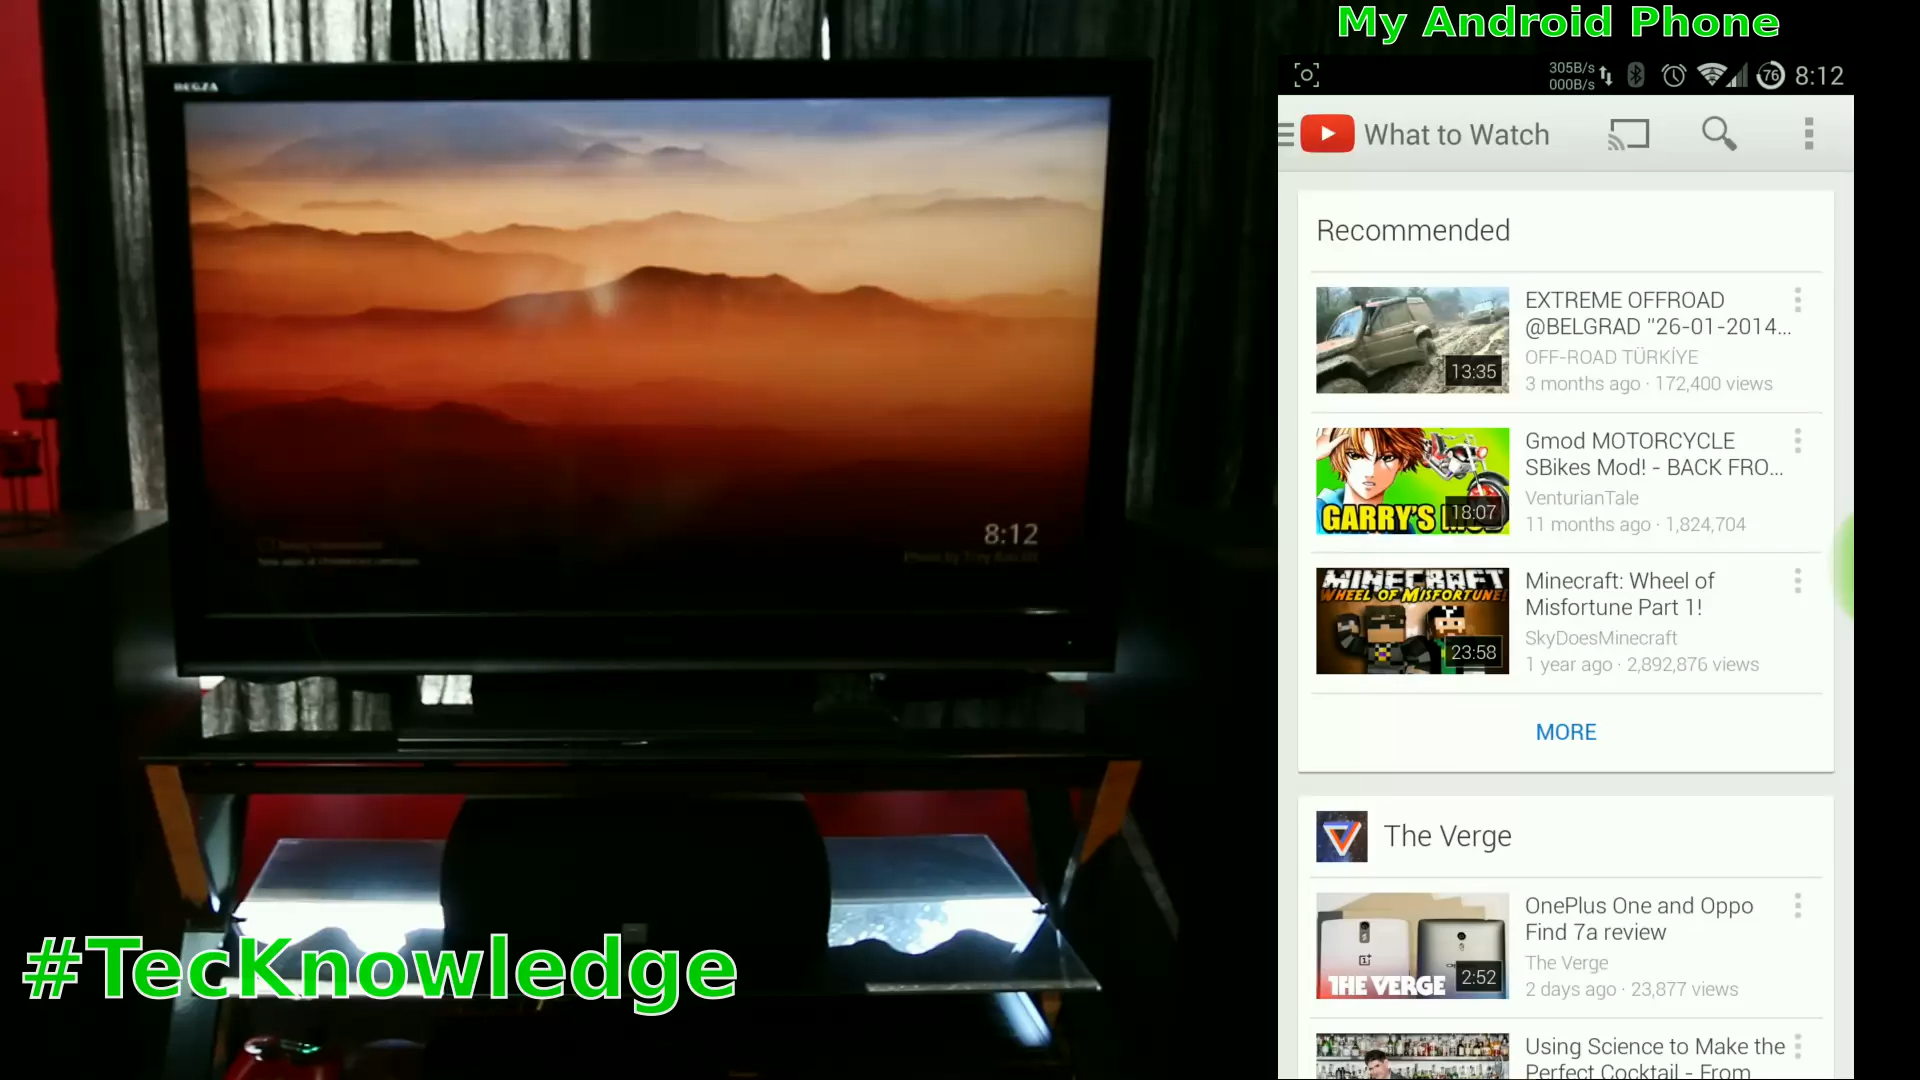 My Android Phone
REGZA
305B/s
000B/s
76
8:12
What to Watch
Recommended
EXTREME OFFROAD
@BELGRAD "26-01-2014...
OFF-ROAD TÜRKİYE
3 months ago · 172,400 views
13:35
Gmod MOTORCYCLE
SBikes Mod! - BACK FRO...
VenturianTale
11 months ago · 1,824,704
GARRY'S
18:07
MINECRAFT
WHEEL OF MISFORTUNE!
Minecraft: Wheel of
Misfortune Part 1!
SkyDoesMinecraft
1 year ago · 2,892,876 views
23:58
MORE
The Verge
OnePlus One and Oppo
Find 7a review
The Verge
2 days ago · 23,877 views
THE VERGE
2:52
Using Science to Make the
Perfect Cocktail - From
8:12
#TecKnowledge